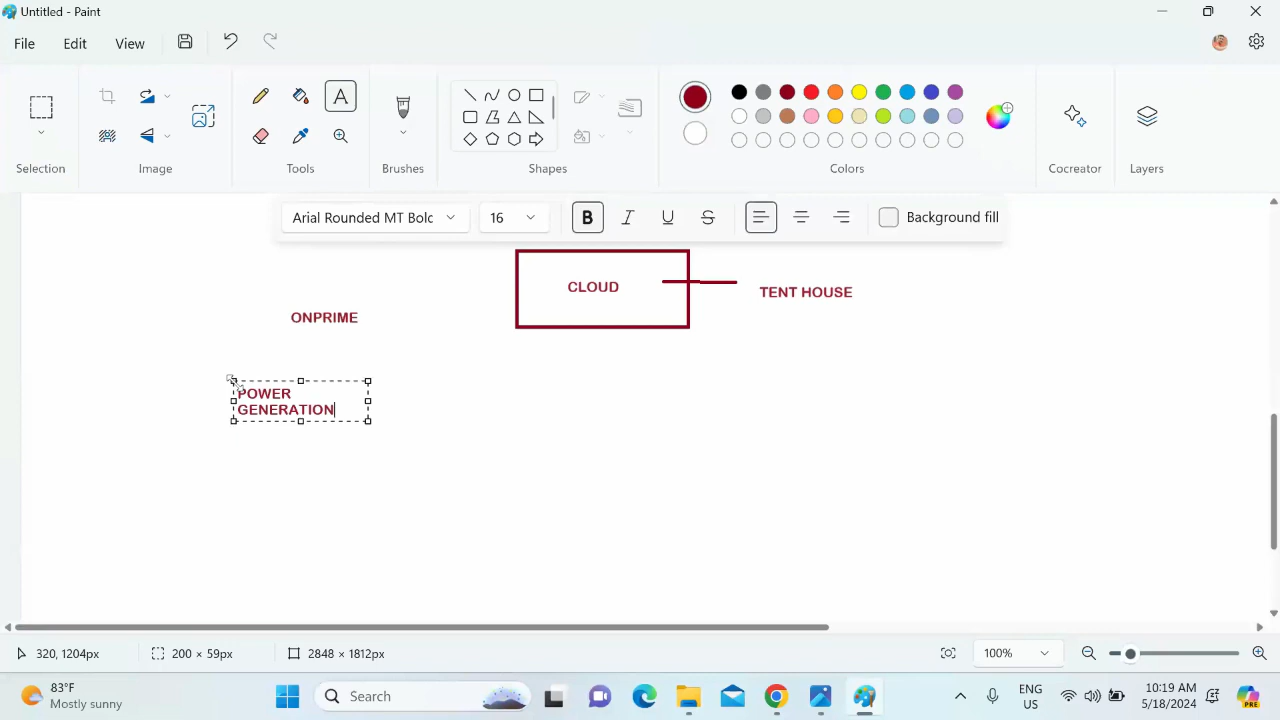 Untitled - Paint
File
Edit
View
Selection
Image
Tools
Brushes
Shapes
Colors
Cocreator
Layers
Arial Rounded MT Bolc
16
B
I
U
S
Background fill
CLOUD
TENT HOUSE
ONPRIME
POWER
GENERATION
320, 1204px
200 × 59px
2848 × 1812px
100%
83°F
Mostly sunny
Search
ENG
US
10:19 AM
5/18/2024
PRE